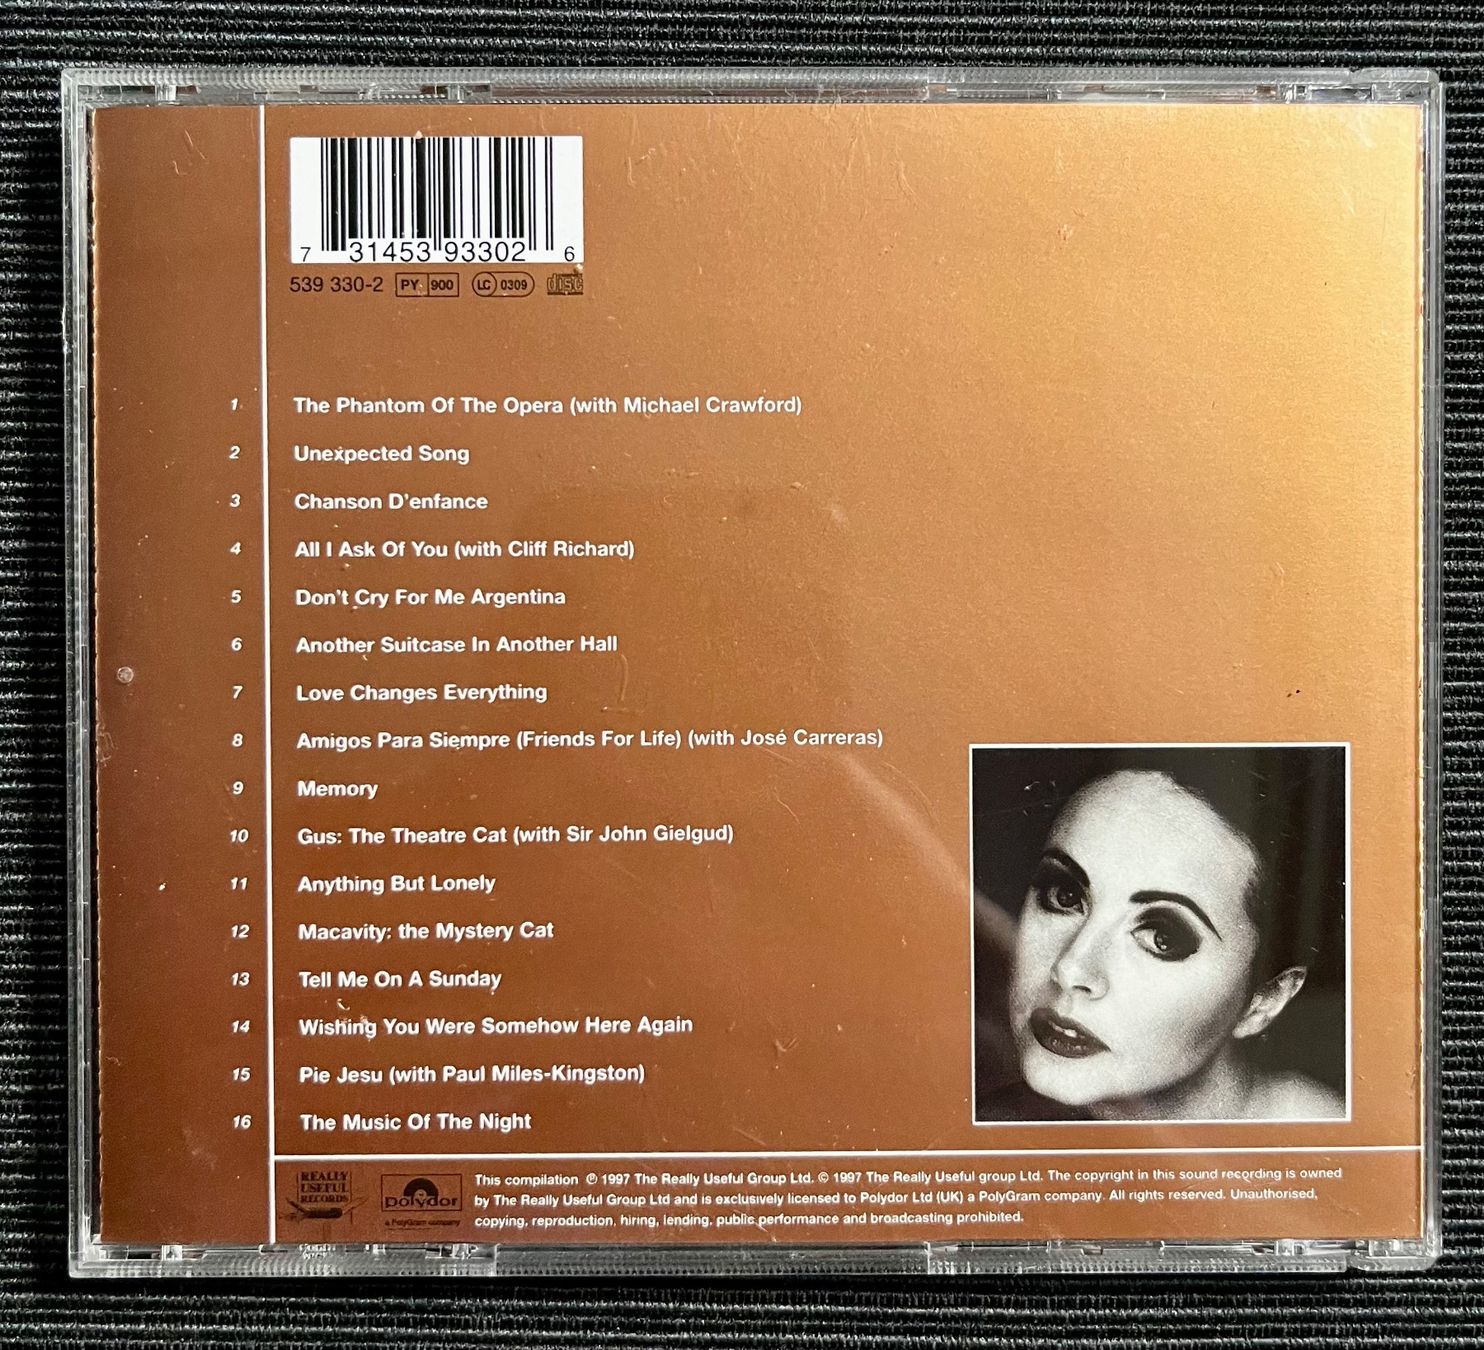 7 31453 93302 6
539 330-2 PY 900 LC 0309 disc
1 The Phantom Of The Opera (with Michael Crawford)
2 Unexpected Song
3 Chanson D'enfance
4 All I Ask Of You (with Cliff Richard)
5 Don't Cry For Me Argentina
6 Another Suitcase In Another Hall
7 Love Changes Everything
8 Amigos Para Siempre (Friends For Life) (with José Carreras)
9 Memory
10 Gus: The Theatre Cat (with Sir John Gielgud)
11 Anything But Lonely
12 Macavity: the Mystery Cat
13 Tell Me On A Sunday
14 Wishing You Were Somehow Here Again
15 Pie Jesu (with Paul Miles-Kingston)
16 The Music Of The Night
REALLY
USEFUL
RECORDS
polydor
a PolyGram company
This compilation ℗ 1997 The Really Useful Group Ltd. © 1997 The Really Useful group Ltd. The copyright in this sound recording is owned
by The Really Useful Group Ltd and is exclusively licensed to Polydor Ltd (UK) a PolyGram company. All rights reserved. Unauthorised,
copying, reproduction, hiring, lending, public performance and broadcasting prohibited.